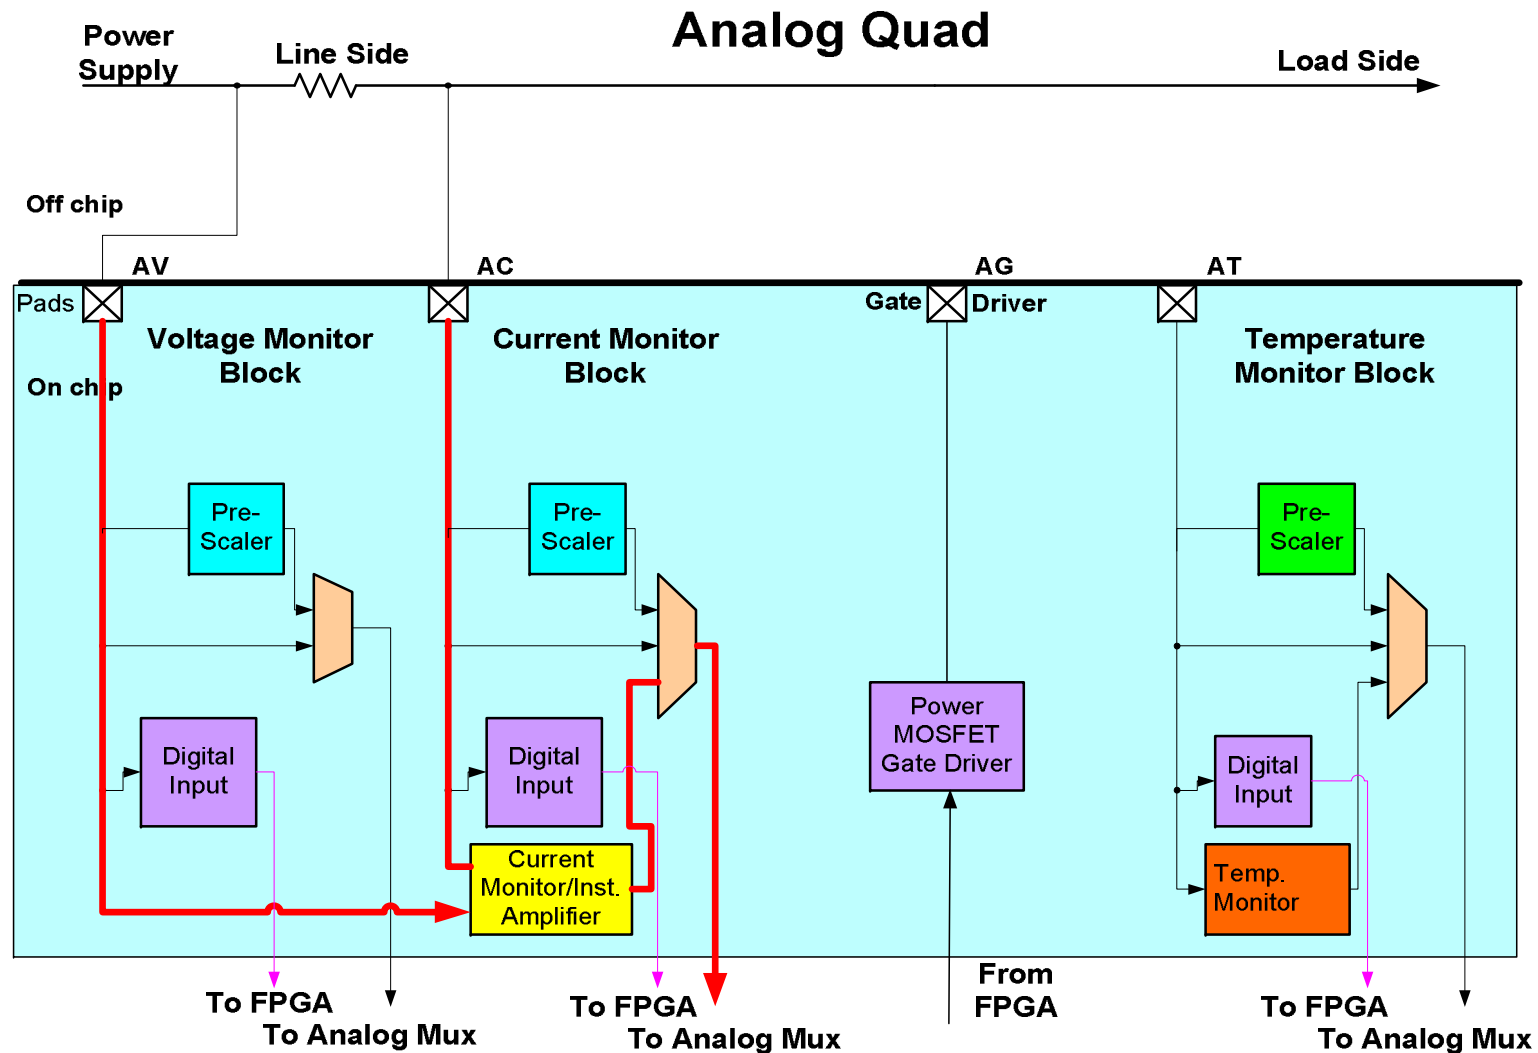 Analog Quad
Power
Supply
Line Side
Load Side
Off chip
AV
AC
AG
AT
Pads
Gate
Driver
Voltage Monitor
Block
Current Monitor
Block
Temperature
Monitor Block
On chip
Pre-
Scaler
Pre-
Scaler
Pre-
Scaler
Digital
Input
Digital
Input
Power
MOSFET
Gate Driver
Digital
Input
Current
Monitor/Inst.
Amplifier
Temp.
Monitor
To FPGA
To Analog Mux
To FPGA
To Analog Mux
From
FPGA
To FPGA
To Analog Mux